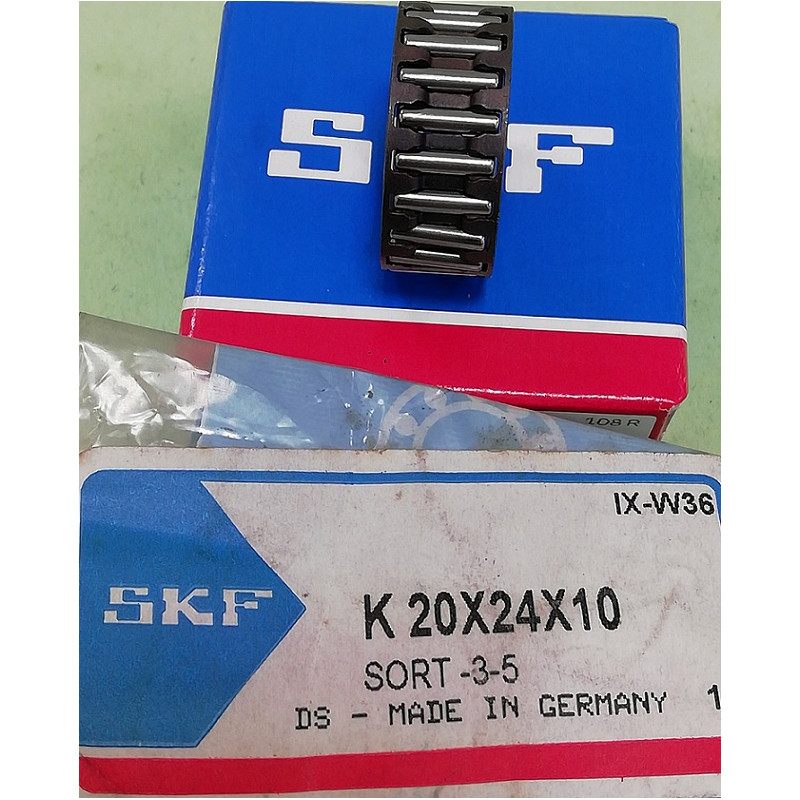 SKF
108 R
IX-W36
SKF
K 20X24X10
SORT -3-5
DS - MADE IN GERMANY 1